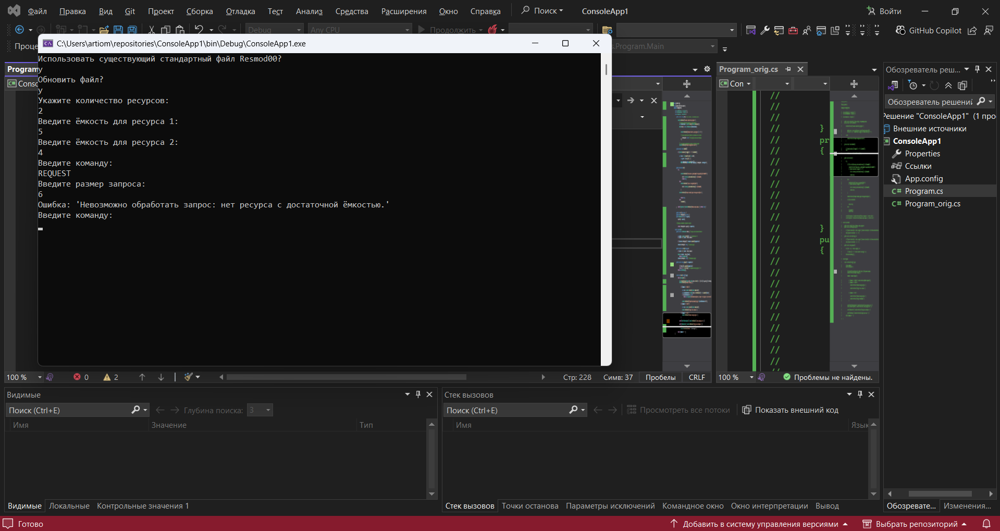 Файл Правка Вид Git Проект Сборка Отладка Тест Анализ Средства Расширения Окно Справка Поиск ConsoleApp1 Войти
Debug Any CPU Продолжить GitHub Copilot
Проце
s.Program.Main
C:\Users\artiom\repositories\ConsoleApp1\bin\Debug\ConsoleApp1.exe
Использовать существующий стандартный файл Resmod00?
y
Обновить файл?
y
Укажите количество ресурсов:
2
Введите ёмкость для ресурса 1:
5
Введите ёмкость для ресурса 2:
4
Введите команду:
REQUEST
Введите размер запроса:
6
Ошибка: 'Невозможно обработать запрос: нет ресурса с достаточной ёмкостью.'
Введите команду:
Program
C# Conso
Program_orig.cs
C# Con
//
//
//
// }
// pr
// {
//
//
//
//
//
//
// }
// pu
// {
//
//
//
//
//
//
//
//
//
//
Обозреватель реш...
Обозреватель решений
Решение "ConsoleApp1" (1 про
Внешние источники
ConsoleApp1
Properties
Ссылки
App.config
C# Program.cs
C# Program_orig.cs
100 % 0 2 Стр: 228 Симв: 37 Пробелы CRLF
100 % Проблемы не найдены.
Видимые
Поиск (Ctrl+E) Глубина поиска: 3
Имя Значение Тип
Видимые Локальные Контрольные значения 1
Стек вызовов
Поиск (Ctrl+E) Просмотреть все потоки Показать внешний код
Имя Язык
Стек вызовов Точки останова Параметры исключений Командное окно Окно интерпретации Вывод
Обозревате... Изменения...
Готово Добавить в систему управления версиями Выбрать репозиторий